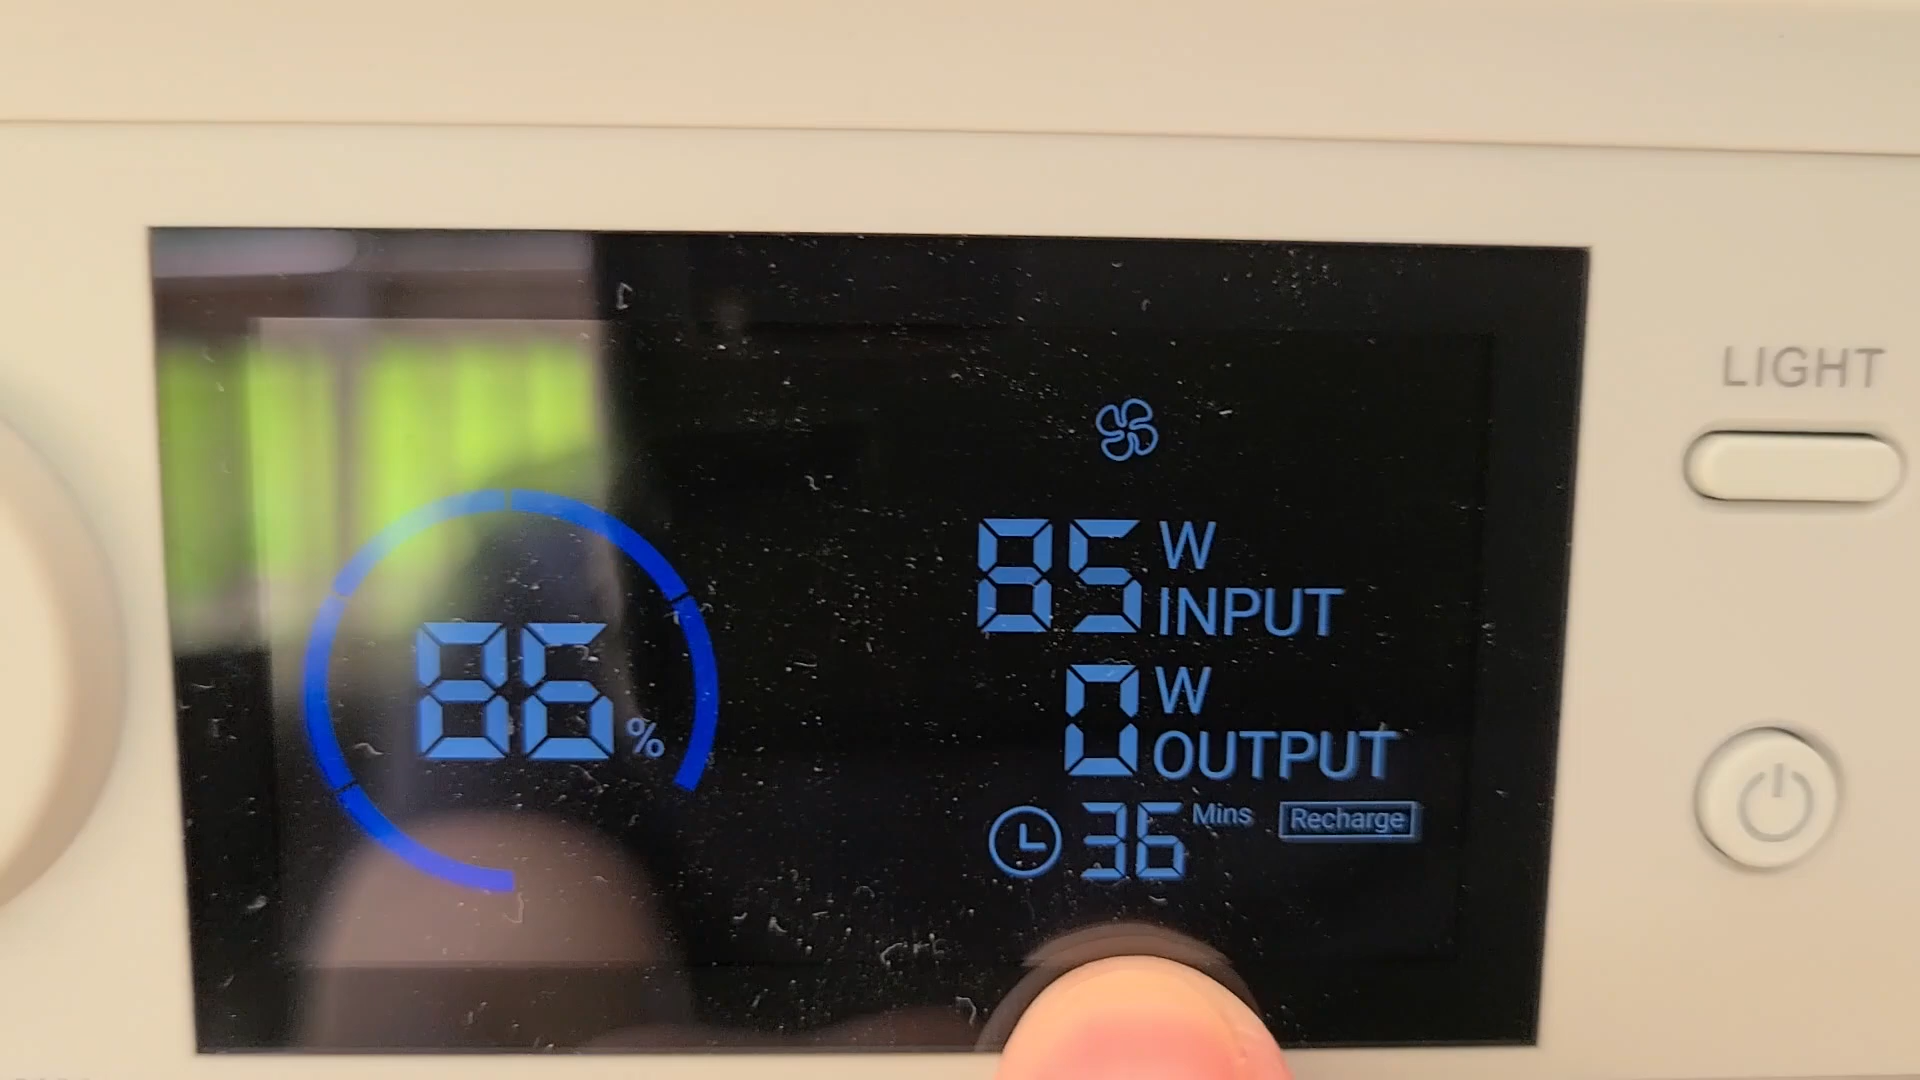 LIGHT
85 W
INPUT
86 %
0 W
OUTPUT
36 Mins Recharge